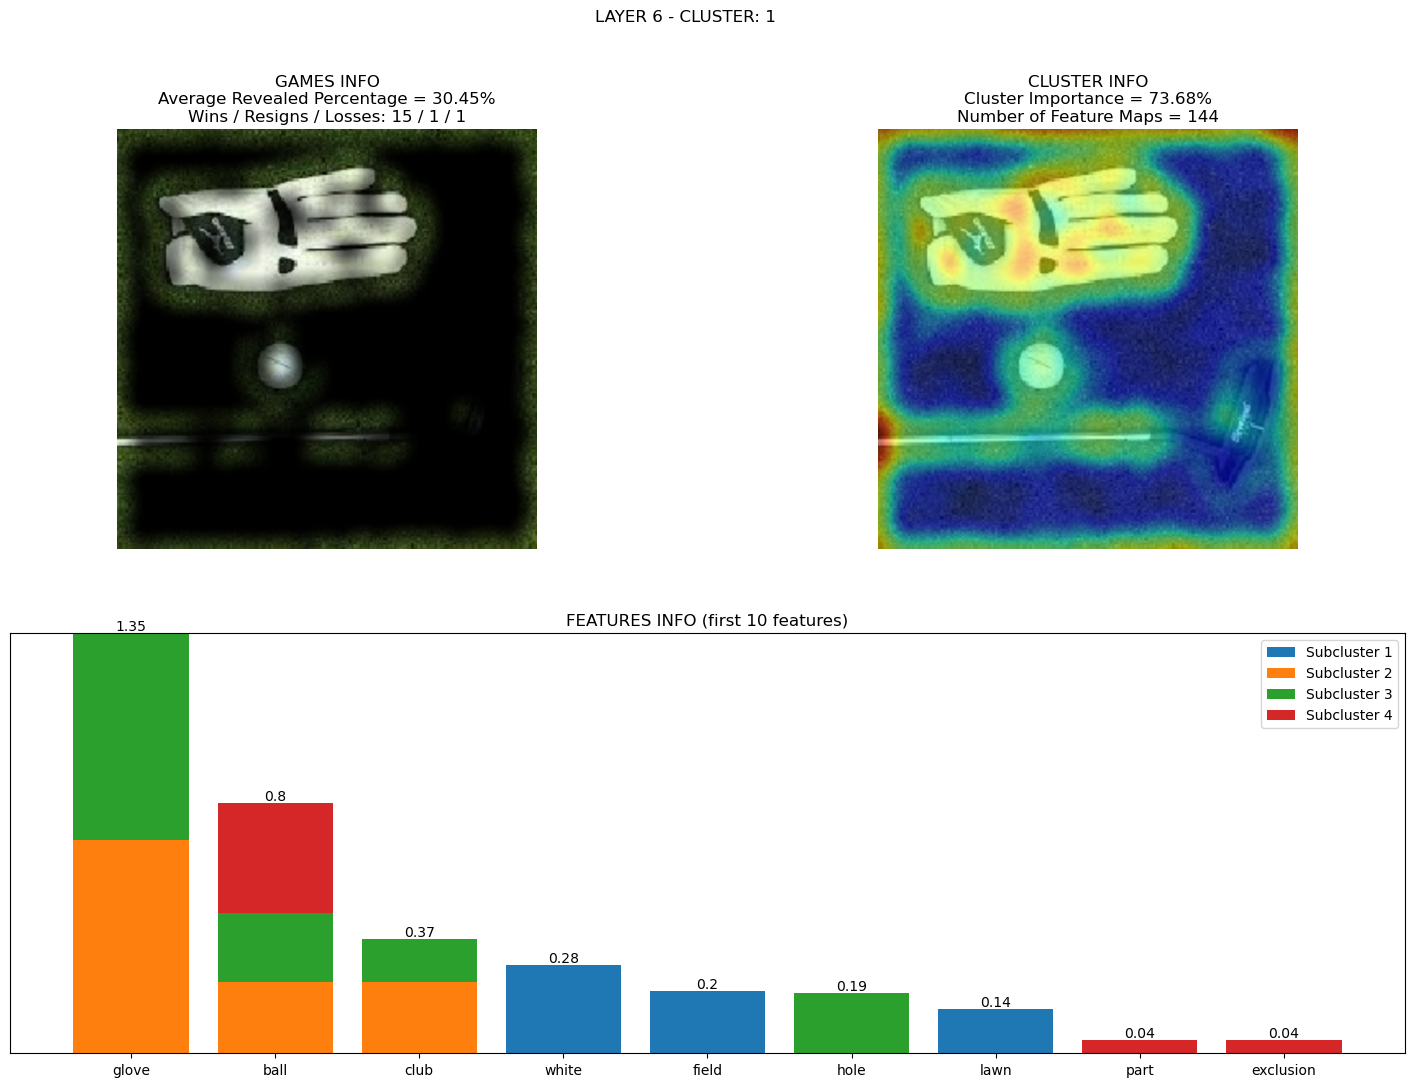 LAYER 6 - CLUSTER: 1
GAMES INFO
Average Revealed Percentage = 30.45%
Wins / Resigns / Losses: 15 / 1 / 1
CLUSTER INFO
Cluster Importance = 73.68%
Number of Feature Maps = 144
FEATURES INFO (first 10 features)
1.35
0.8
0.37
0.28
0.2
0.19
0.14
0.04
0.04
Subcluster 1
Subcluster 2
Subcluster 3
Subcluster 4
glove ball club white field hole lawn part exclusion